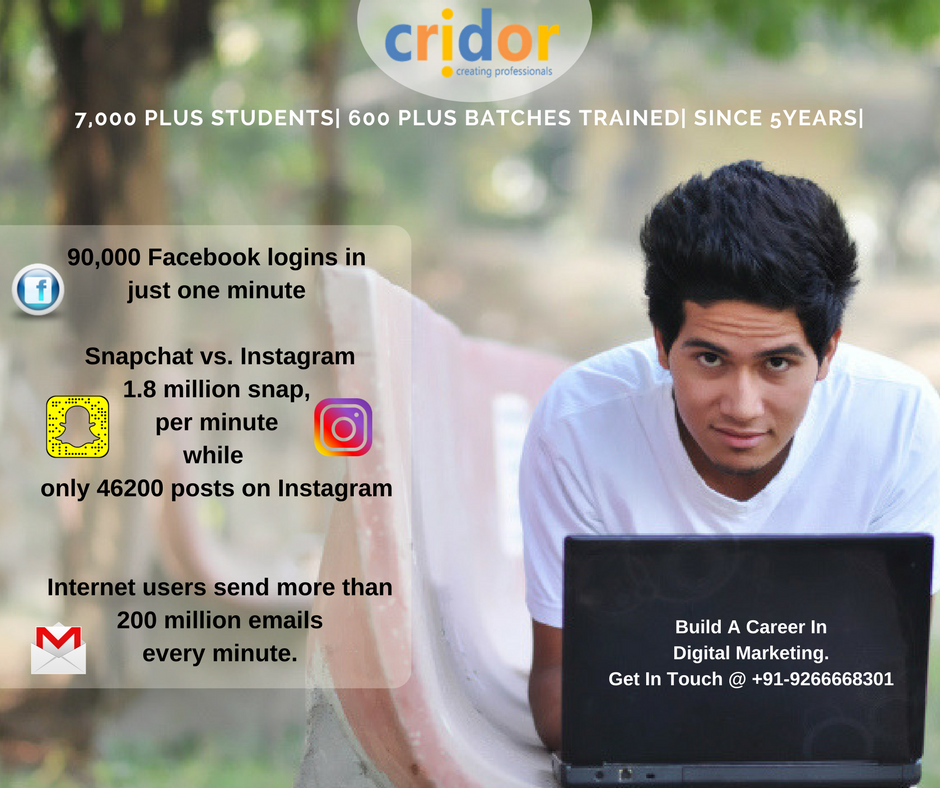 cridor
creating professionals
7,000 PLUS STUDENTS| 600 PLUS BATCHES TRAINED| SINCE 5YEARS|
90,000 Facebook logins in
just one minute
Snapchat vs. Instagram
1.8 million snap,
per minute
while
only 46200 posts on Instagram
Internet users send more than
200 million emails
every minute.
Build A Career In
Digital Marketing.
Get In Touch @ +91-9266668301